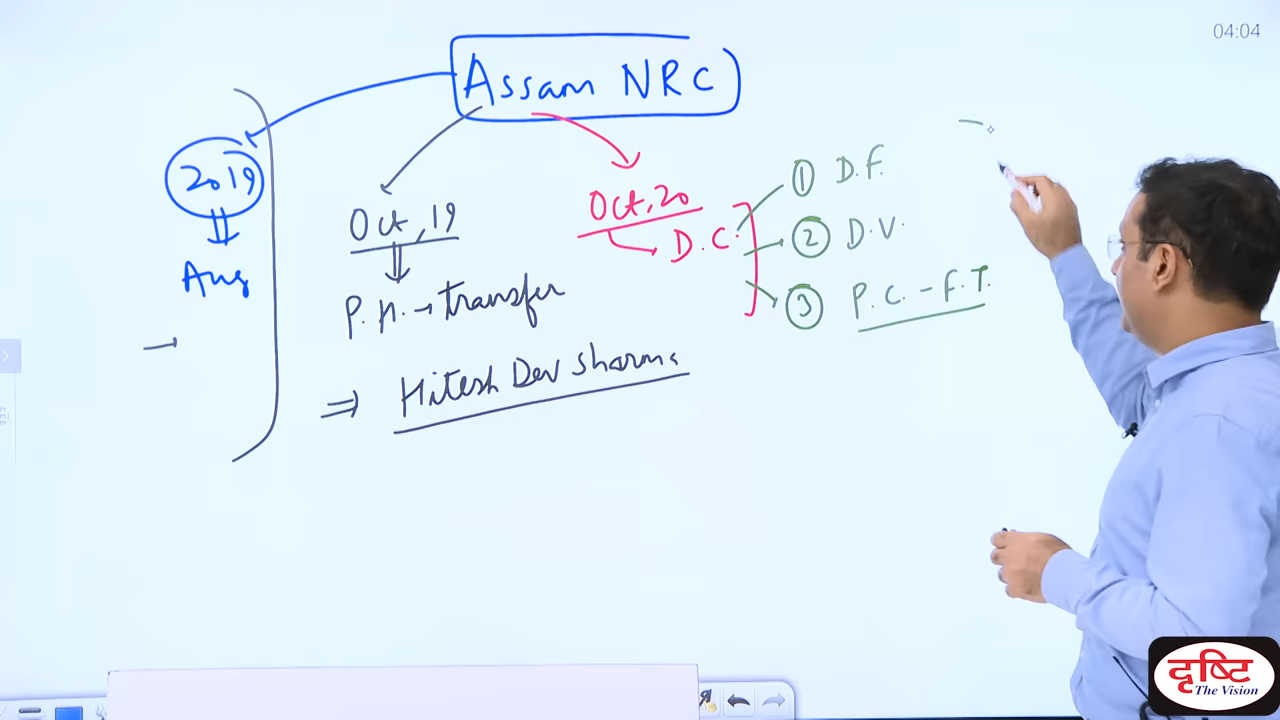 04:04
Assam NRC
2019
Aug
Oct, 19
P. H. → transfer
⇒ Hitesh Dev Sharma
Oct, 20
D. C.
① D. F.
② D. V.
③ P. C. - F. T.
दृष्टि
The Vision